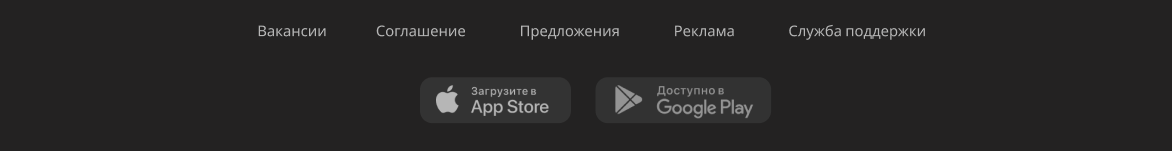 Вакансии Соглашение Предложения Реклама Служба поддержки
Загрузите в Доступно в
App Store Google Play